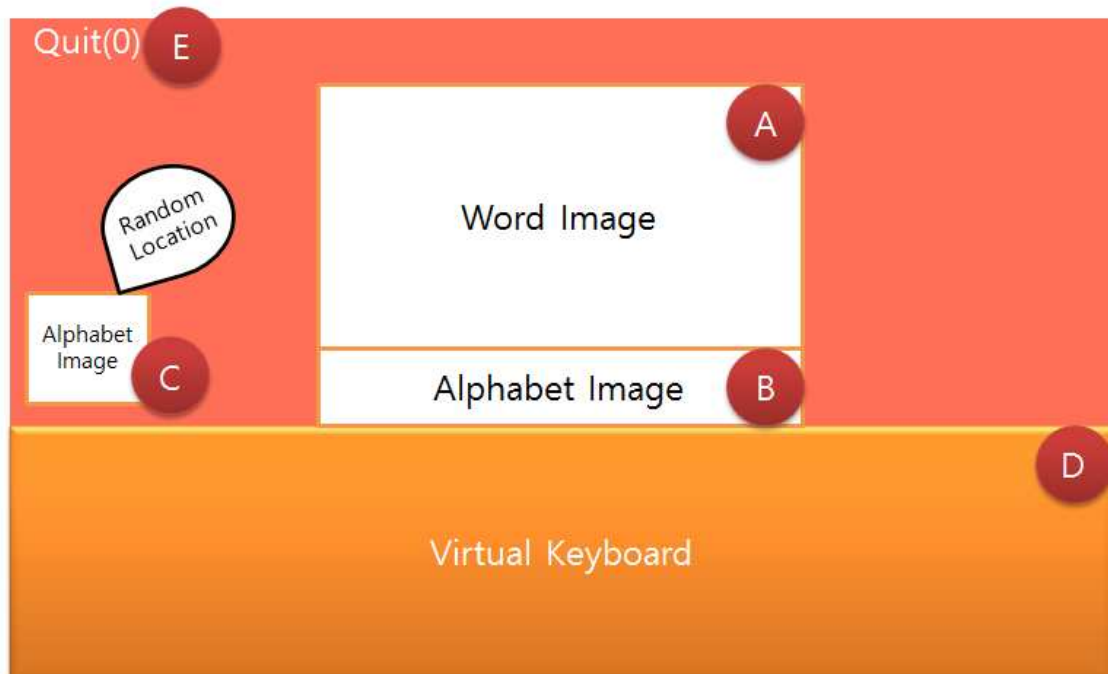 Quit(0)
E
A
Word Image
Random
Location
Alphabet
Image
C
Alphabet Image
B
D
Virtual Keyboard